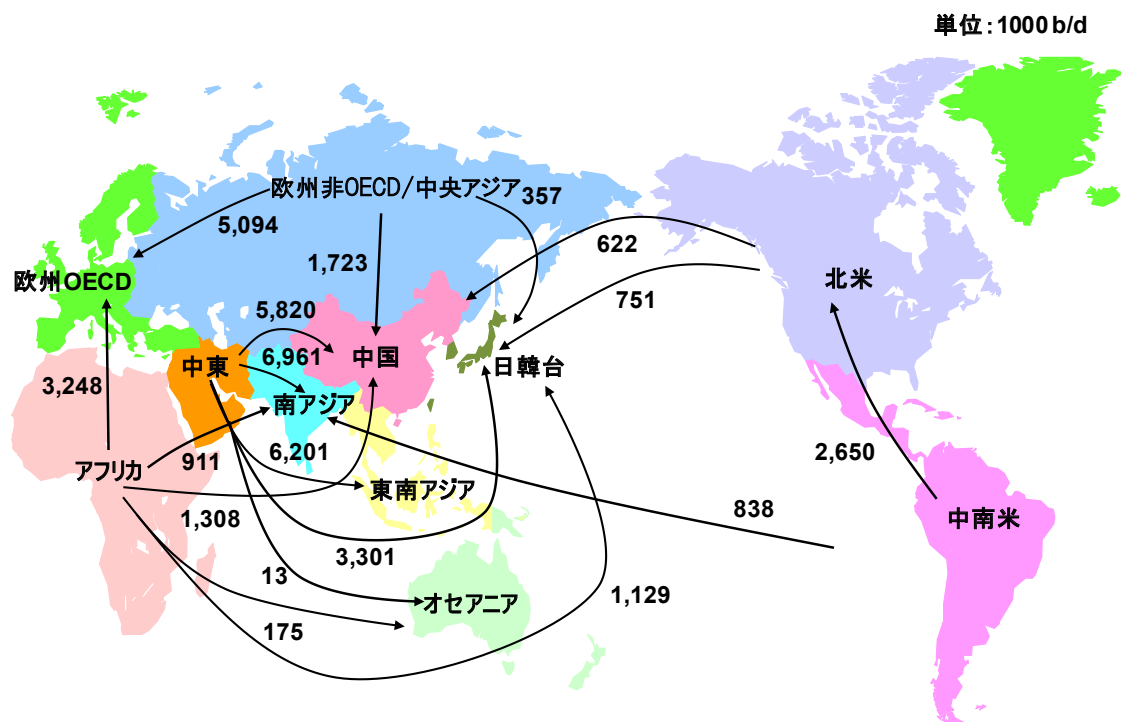 単位:1000 b/d
欧州非OECD/中央アジア
357
5,094
622
1,723
欧州OECD
北米
751
5,820
中東
6,961
中国
日韓台
3,248
南アジア
2,650
911
6,201
アフリカ
東南アジア
1,308
838
中南米
3,301
13
1,129
オセアニア
175